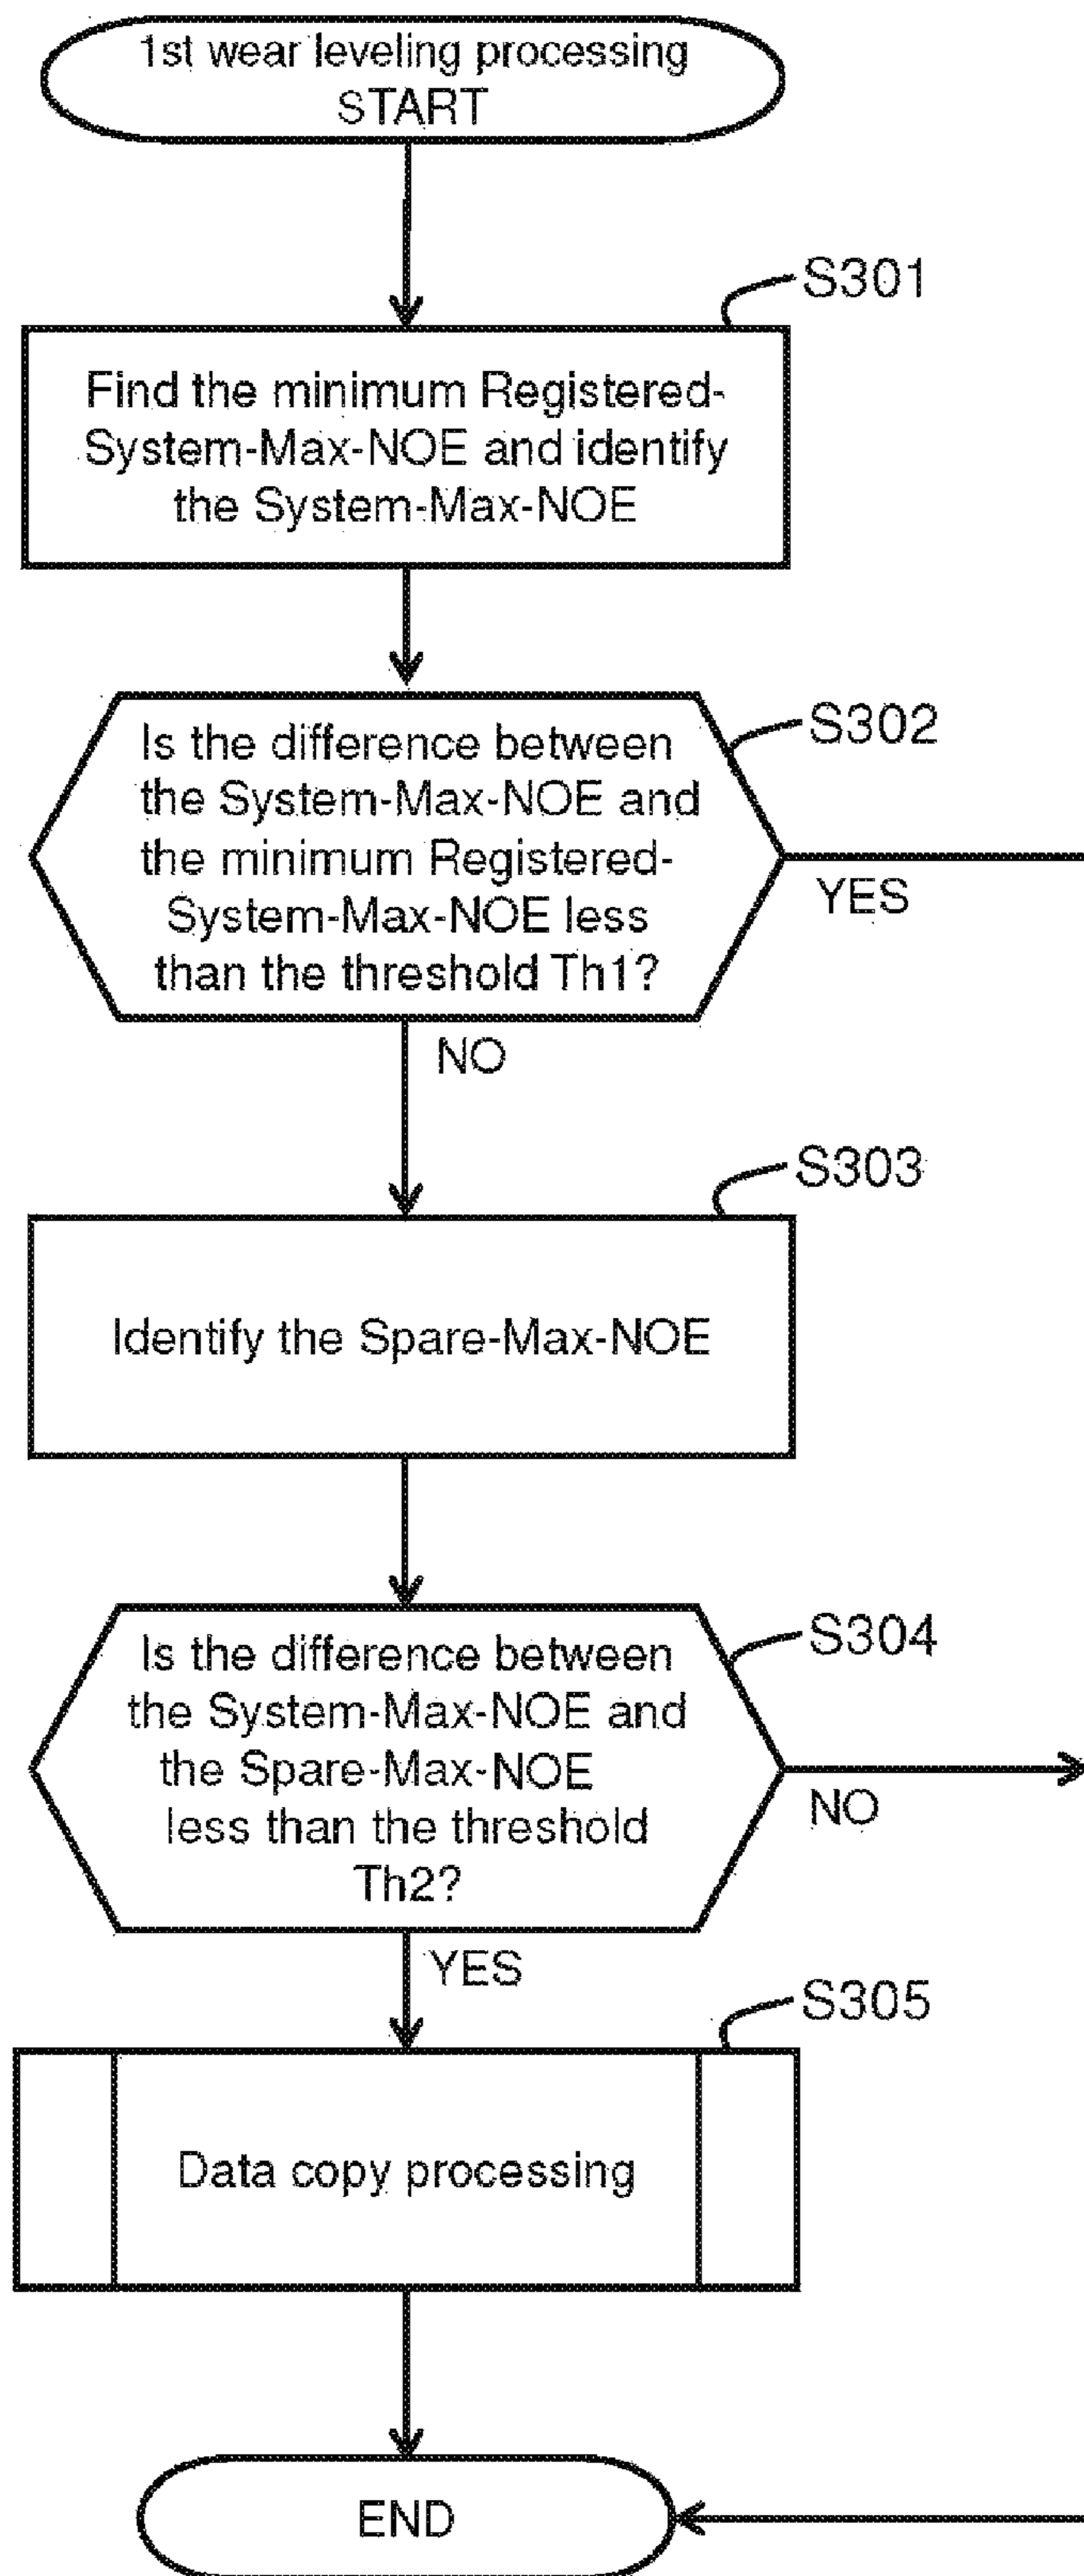 1st wear leveling processing
START
S301
Find the minimum Registered-
System-Max-NOE and identify
the System-Max-NOE
S302
Is the difference between
the System-Max-NOE and
the minimum Registered-
System-Max-NOE less
than the threshold Th1?
YES
NO
S303
Identify the Spare-Max-NOE
S304
Is the difference between
the System-Max-NOE and
the Spare-Max-NOE
less than the threshold
Th2?
NO
YES
S305
Data copy processing
END